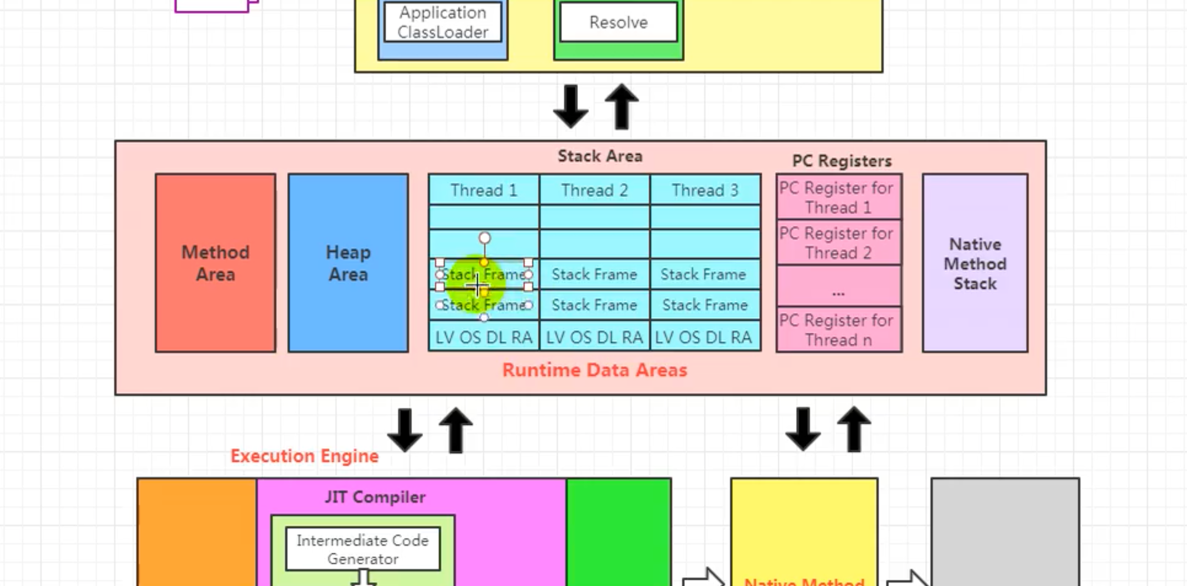 Application
ClassLoader
Resolve
Stack Area
PC Registers
Method
Area
Heap
Area
Thread 1
Thread 2
Thread 3
Stack Frame
Stack Frame
Stack Frame
Stack Frame
Stack Frame
Stack Frame
LV OS DL RA
LV OS DL RA
LV OS DL RA
PC Register for
Thread 1
PC Register for
Thread 2
...
PC Register for
Thread n
Native
Method
Stack
Runtime Data Areas
Execution Engine
JIT Compiler
Intermediate Code
Generator
Native Method